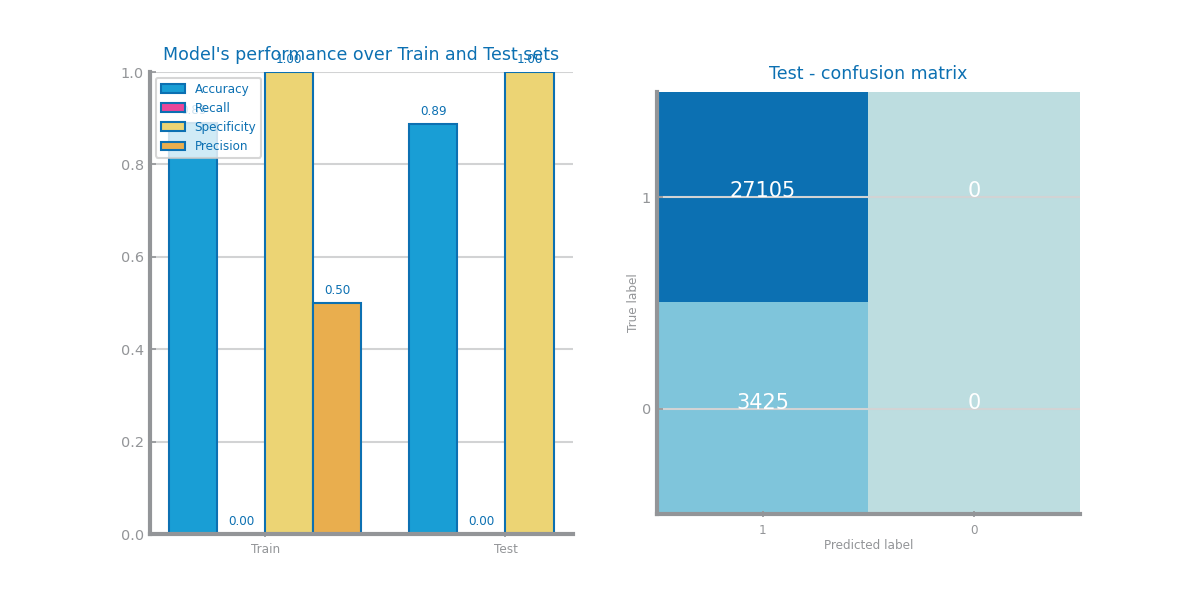 Model's performance over Train and Test sets
1.00
1.00
1.0
0.8
0.6
0.4
0.2
0.0
Accuracy
Recall
Specificity
Precision
0.89
0.50
0.00
0.00
Train
Test
Test - confusion matrix
27105
0
3425
0
1
0
True label
1
0
Predicted label